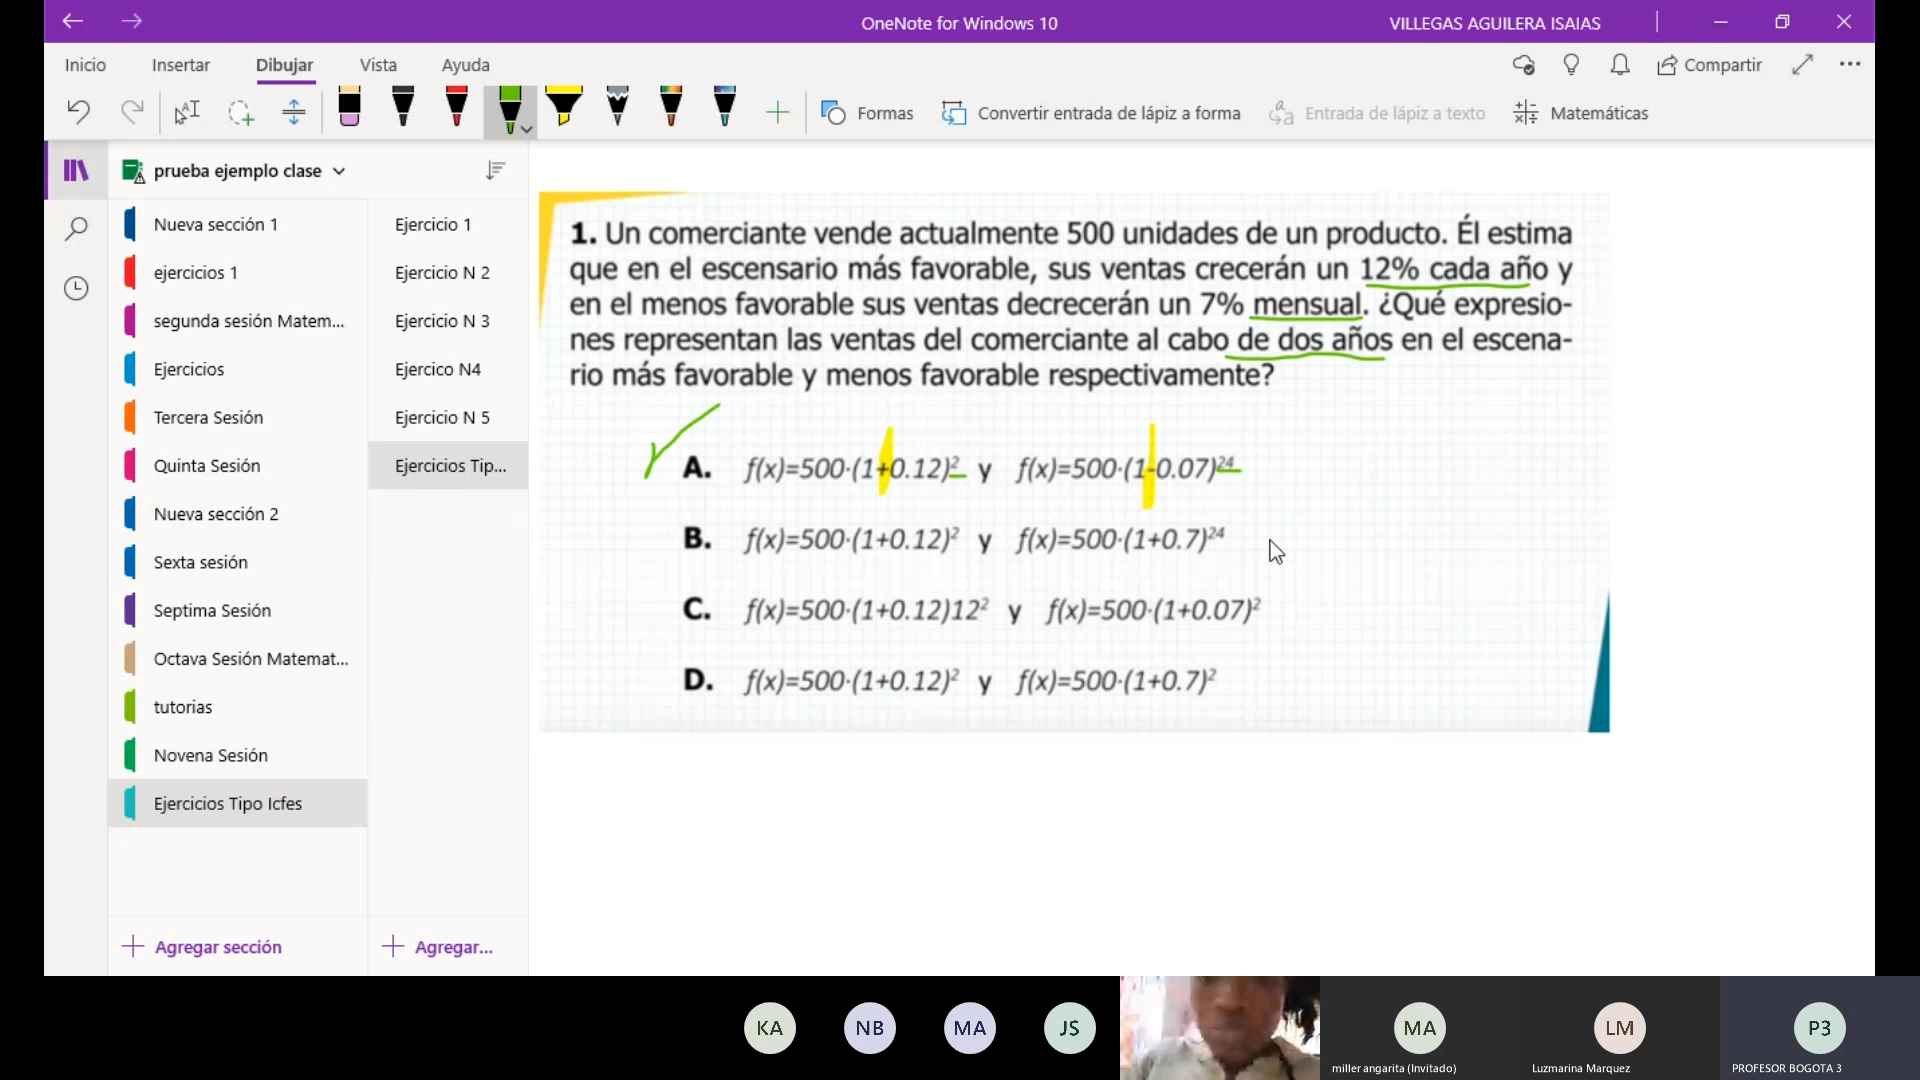 OneNote for Windows 10
VILLEGAS AGUILERA ISAIAS
Inicio
Insertar
Dibujar
Vista
Ayuda
Compartir
Formas
Convertir entrada de lápiz a forma
Entrada de lápiz a texto
Matemáticas
prueba ejemplo clase
Nueva sección 1
ejercicios 1
segunda sesión Matem...
Ejercicios
Tercera Sesión
Quinta Sesión
Nueva sección 2
Sexta sesión
Septima Sesión
Octava Sesión Matemat...
tutorias
Novena Sesión
Ejercicios Tipo Icfes
Agregar sección
Ejercicio 1
Ejercicio N 2
Ejercicio N 3
Ejercico N4
Ejercicio N 5
Ejercicios Tip...
Agregar...
1. Un comerciante vende actualmente 500 unidades de un producto. Él estima
que en el escensario más favorable, sus ventas crecerán un 12% cada año y
en el menos favorable sus ventas decrecerán un 7% mensual. ¿Qué expresio-
nes representan las ventas del comerciante al cabo de dos años en el escena-
rio más favorable y menos favorable respectivamente?
A. f(x)=500·(1+0.12)² y f(x)=500·(1-0.07)²⁴
B. f(x)=500·(1+0.12)² y f(x)=500·(1+0.7)²⁴
C. f(x)=500·(1+0.12)12² y f(x)=500·(1+0.07)²
D. f(x)=500·(1+0.12)² y f(x)=500·(1+0.7)²
KA
NB
MA
JS
MA
miller angarita (Invitado)
LM
Luzmarina Marquez
P3
PROFESOR BOGOTA 3